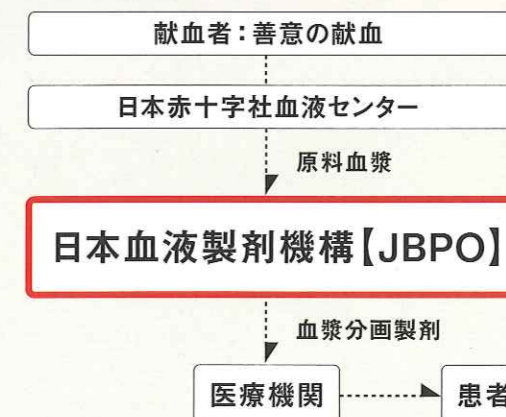 献血者：善意の献血
日本赤十字社血液センター
原料血漿
日本血液製剤機構【JBPO】
血漿分画製剤
医療機関
患者